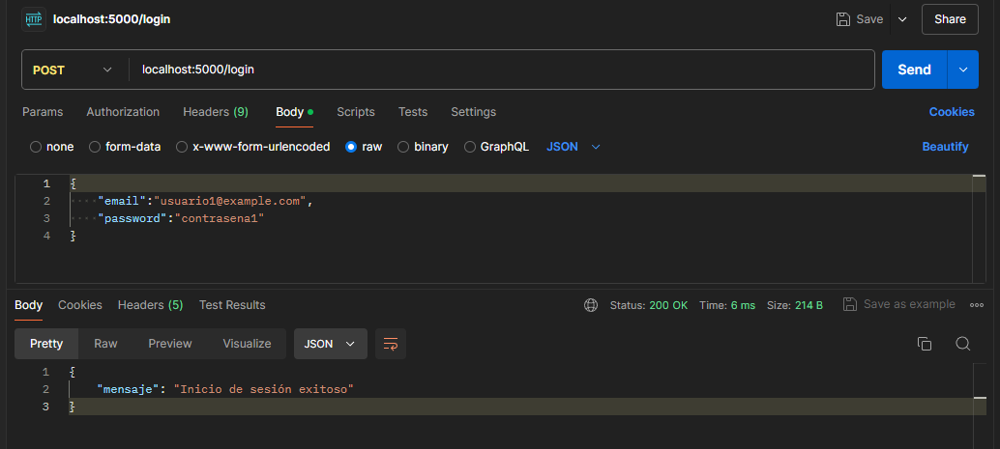 HTTP localhost:5000/login Save Share
POST localhost:5000/login Send
Params Authorization Headers (9) Body Scripts Tests Settings Cookies
none form-data x-www-form-urlencoded raw binary GraphQL JSON Beautify
1 {
2 "email":"usuario1@example.com",
3 "password":"contrasena1"
4 }
Body Cookies Headers (5) Test Results Status: 200 OK Time: 6 ms Size: 214 B Save as example
Pretty Raw Preview Visualize JSON
1 {
2 "mensaje": "Inicio de sesión exitoso"
3 }